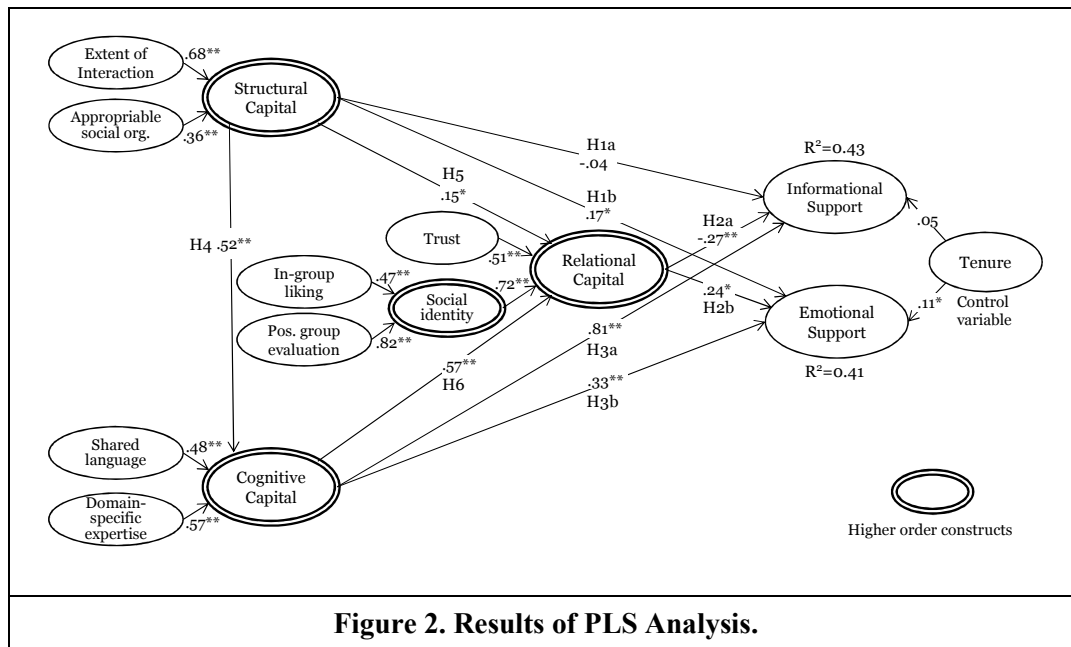 Extent of
Interaction
.68**
Structural
Capital
Appropriable
social org.
.36**
H1a
-.04
R²=0.43
Informational
Support
H5
.15*
H1b
.17*
H2a
-.27**
.05
Trust
.51**
Relational
Capital
Tenure
H4 .52**
In-group
liking
.47**
Social
identity
.72**
.24*
H2b
Emotional
Support
.11*
Control
variable
Pos. group
evaluation
.82**
.81**
H3a
R²=0.41
.57**
H6
.33**
H3b
Shared
language
.48**
Cognitive
Capital
Domain-
specific
expertise
.57**
Higher order constructs
Figure 2. Results of PLS Analysis.